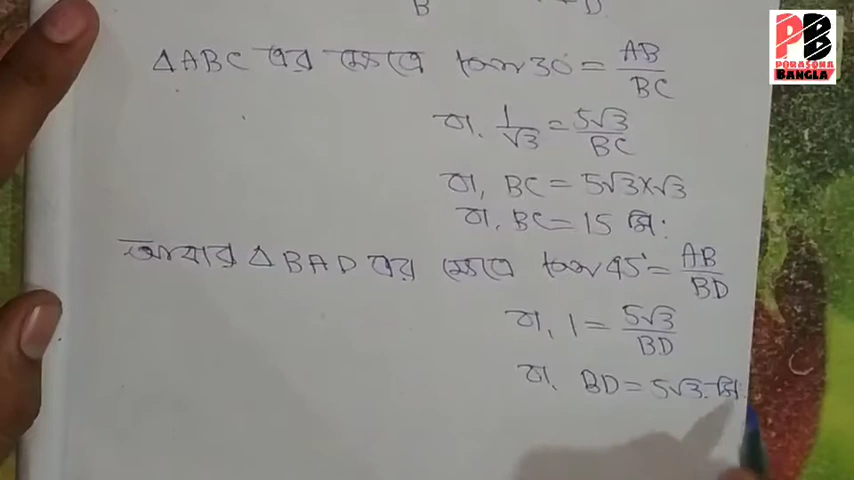 B D
PB
PORASONA
BANGLA
ΔABC এর ক্ষেত্রে tan30° = AB/BC
বা, 1/√3 = 5√3/BC
বা, BC = 5√3×√3
বা, BC = 15 মি:
আবার Δ BAD এর ক্ষেত্রে tan45° = AB/BD
বা, 1 = 5√3/BD
বা, BD = 5√3 মি: